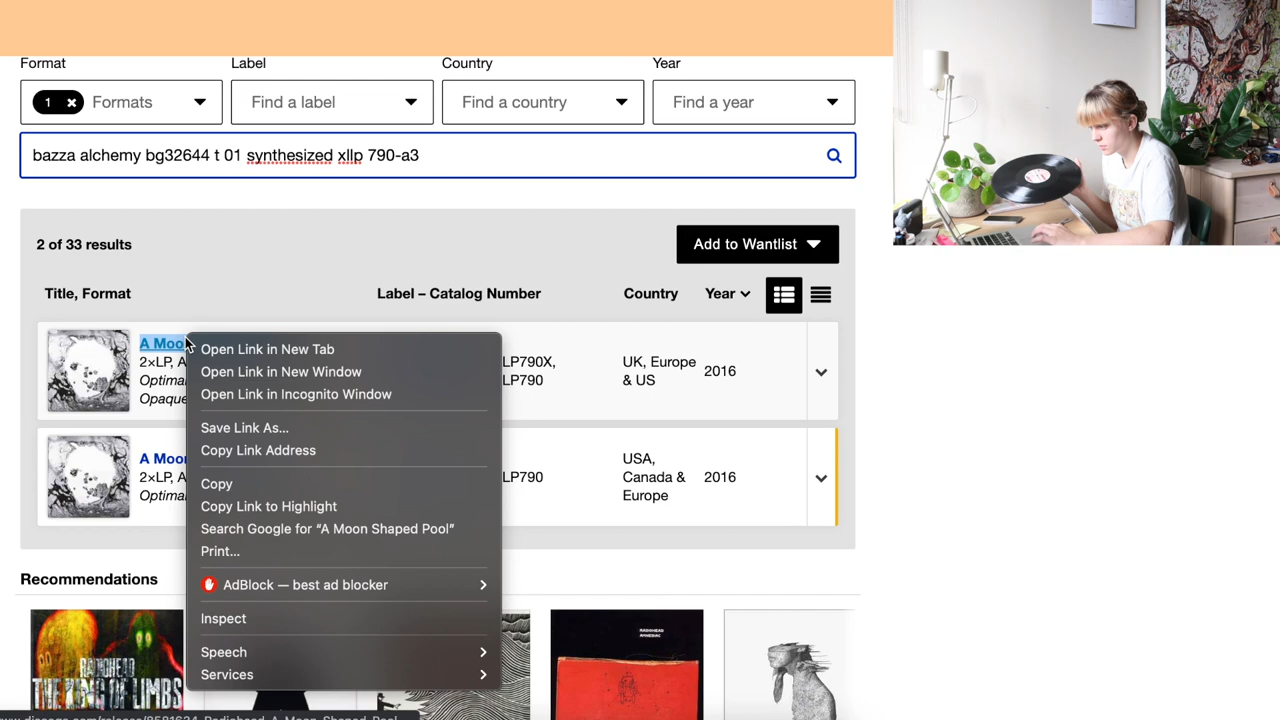 Format
Label
Country
Year
1 × Formats
Find a label
Find a country
Find a year
bazza alchemy bg32644 t 01 synthesized xllp 790-a3
2 of 33 results
Add to Wantlist
Title, Format
Label – Catalog Number
Country
Year
A Moo
2×LP, A
Optimal
Opaque
LP790X,
LP790
UK, Europe
& US
2016
A Moon
2×LP, A
Optimal
LP790
USA,
Canada &
Europe
2016
Open Link in New Tab
Open Link in New Window
Open Link in Incognito Window
Save Link As...
Copy Link Address
Copy
Copy Link to Highlight
Search Google for “A Moon Shaped Pool”
Print...
AdBlock — best ad blocker
Inspect
Speech
Services
Recommendations
RADIOHEAD
THE KING OF LIMBS
RADIOHEAD
AMNESIAC